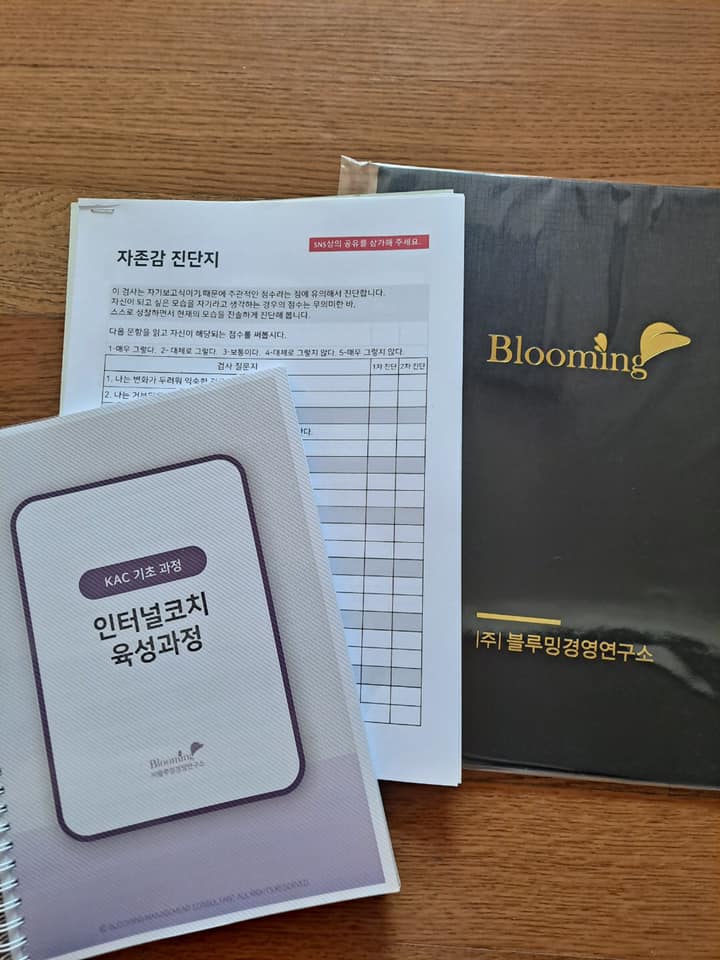 SNS상의 공유를 삼가해 주세요.
자존감 진단지
이 검사는 자기보고식이기 때문에 주관적인 점수라는 점에 유의해서 진단합니다.
자신이 되고 싶은 모습을 자기라고 생각하는 경우의 점수는 무의미한 바,
스스로 성찰하면서 현재의 모습을 진솔하게 진단해 봅니다.
다음 문항을 읽고 자신이 해당되는 점수를 써봅시다.
1-매우 그렇다. 2- 대체로 그렇다. 3-보통이다. 4-대체로 그렇지 않다. 5-매우 그렇지 않다.
검사 질문지 1차 진단 2차 진단
1. 나는 변화가 두려워 익숙한
2. 나는
Blooming
|주| 블루밍경영연구소
KAC 기초 과정
인터널코치
육성과정
Blooming
㈜블루밍경영연구소